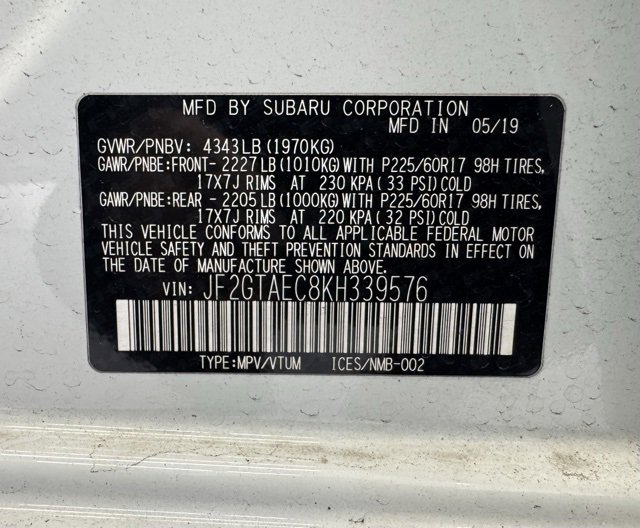 MFD BY SUBARU CORPORATION
MFD IN 05/19
GVWR/PNBV: 4343LB (1970KG)
GAWR/PNBE:FRONT- 2227LB(1010KG)WITH P225/60R17 98H TIRES,
17X7J RIMS AT 230 KPA(33 PSI)COLD
GAWR/PNBE:REAR - 2205LB(1000KG)WITH P225/60R17 98H TIRES,
17X7J RIMS AT 220 KPA(32 PSI)COLD
THIS VEHICLE CONFORMS TO ALL APPLICABLE FEDERAL MOTOR
VEHICLE SAFETY AND THEFT PREVENTION STANDARDS IN EFFECT
ON THE DATE OF MANUFACTURE SHOWN ABOVE.
VIN: JF2GTAEC8KH339576
TYPE:MPV/VTUM ICES/NMB-002